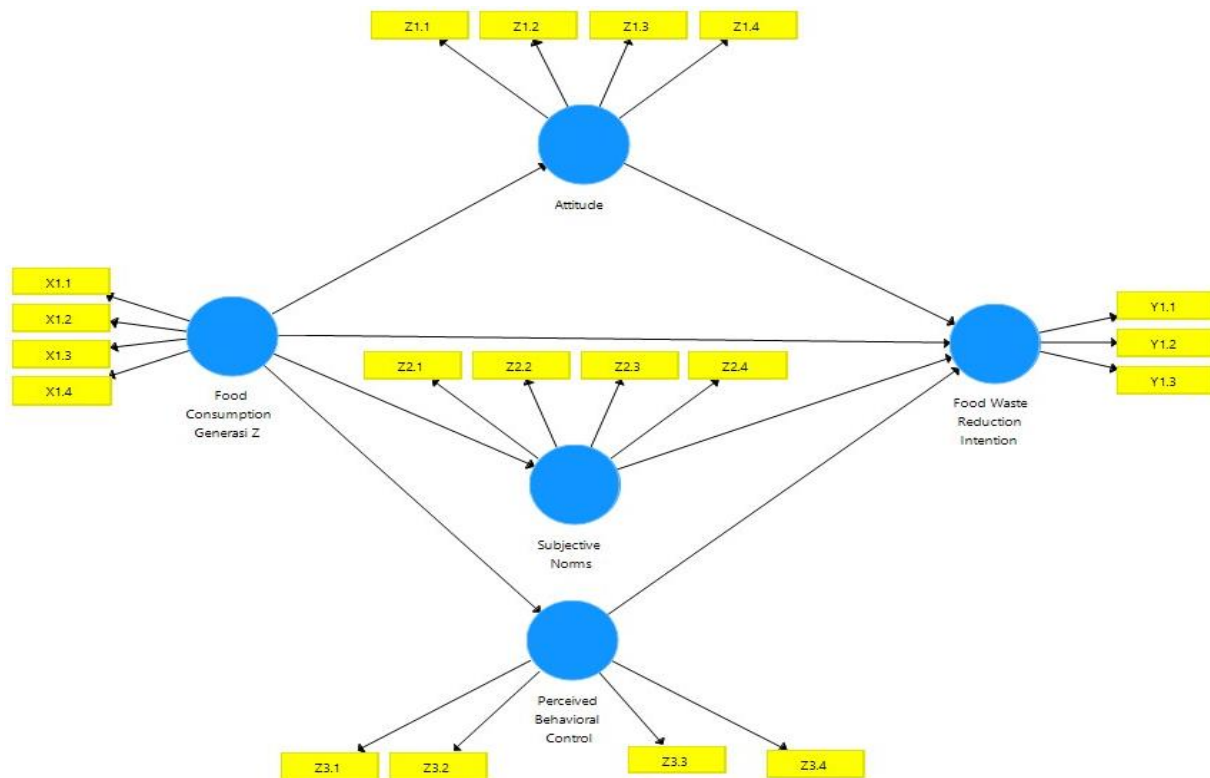 Z1.1
Z1.2
Z1.3
Z1.4
Attitude
X1.1
X1.2
X1.3
X1.4
Food
Consumption
Generasi Z
Z2.1
Z2.2
Z2.3
Z2.4
Subjective
Norms
Y1.1
Y1.2
Y1.3
Food Waste
Reduction
Intention
Perceived
Behavioral
Control
Z3.1
Z3.2
Z3.3
Z3.4